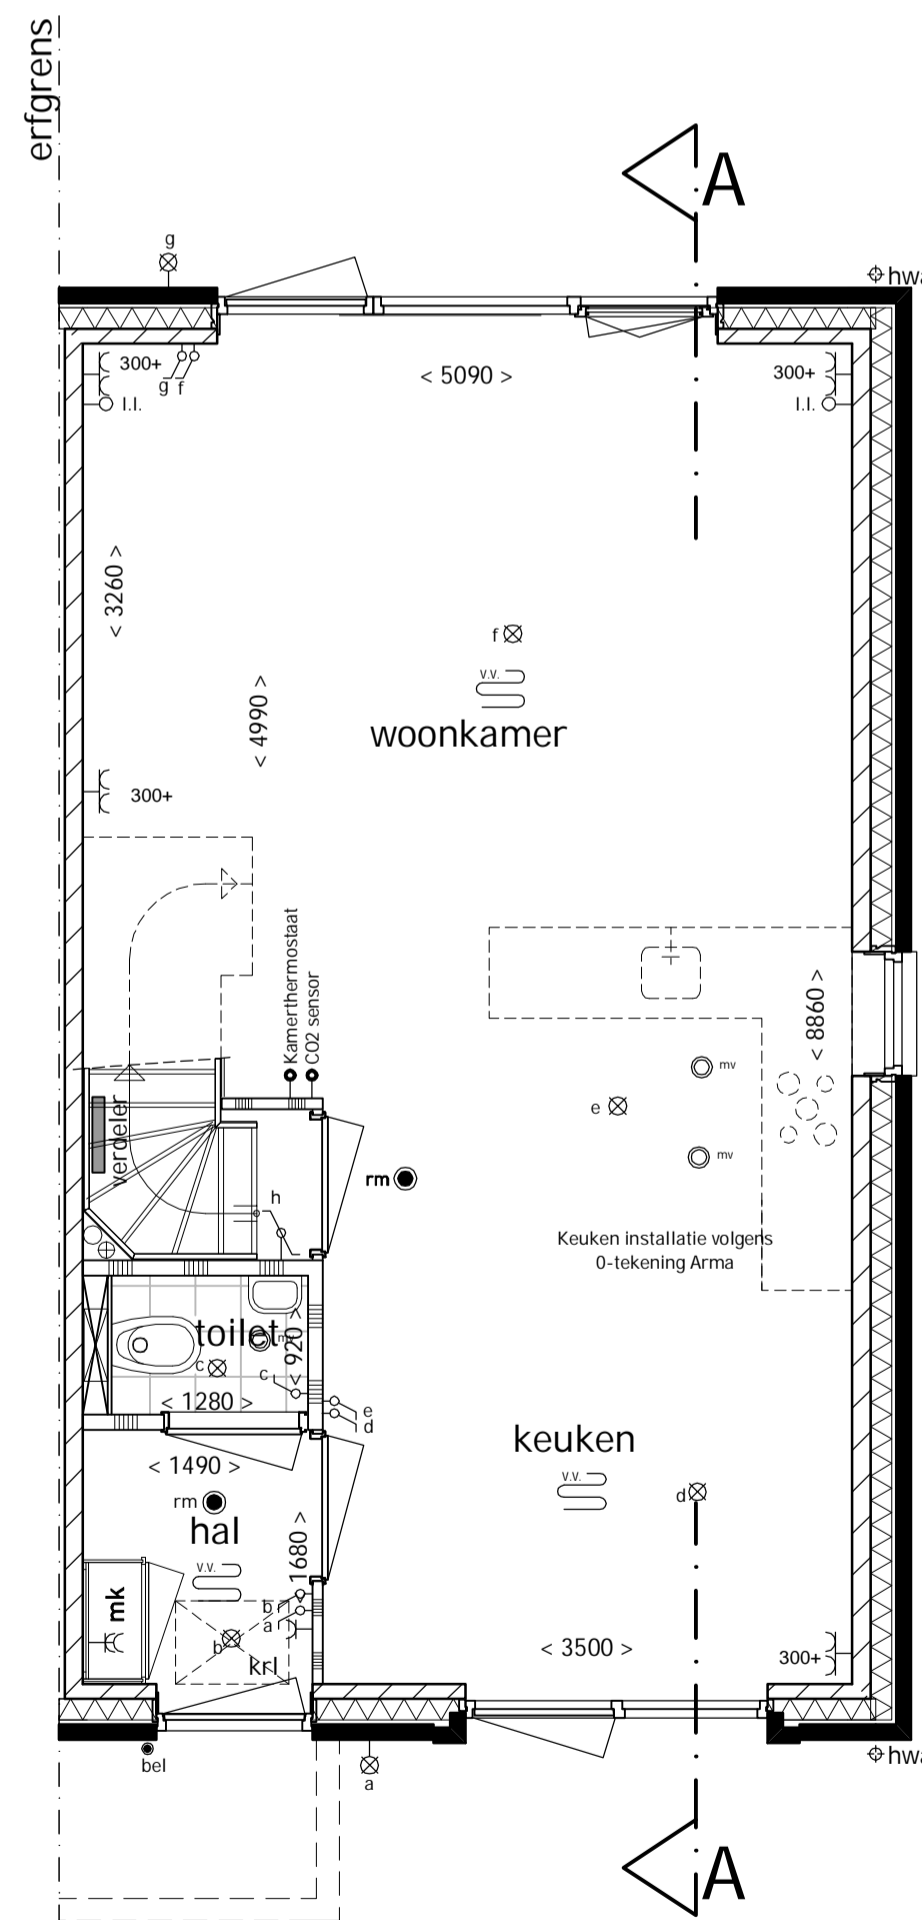 erfgrens
A
g
hwa
300+
g f
l.l.
< 5090 >
300+
l.l.
< 3260 >
f
v.v.
< 4990 >
woonkamer
300+
Kamerthermostaat
CO2 sensor
< 8860 >
mv
e
verdeler
mv
rm
h
Keuken installatie volgens
0-tekening Arma
toilet
< 920 >
c
c
< 1280 >
e
d
keuken
< 1490 >
v.v.
d
rm
hal
1680 >
v.v.
mk
b
a
b
krl
< 3500 >
300+
bel
a
hwa
A